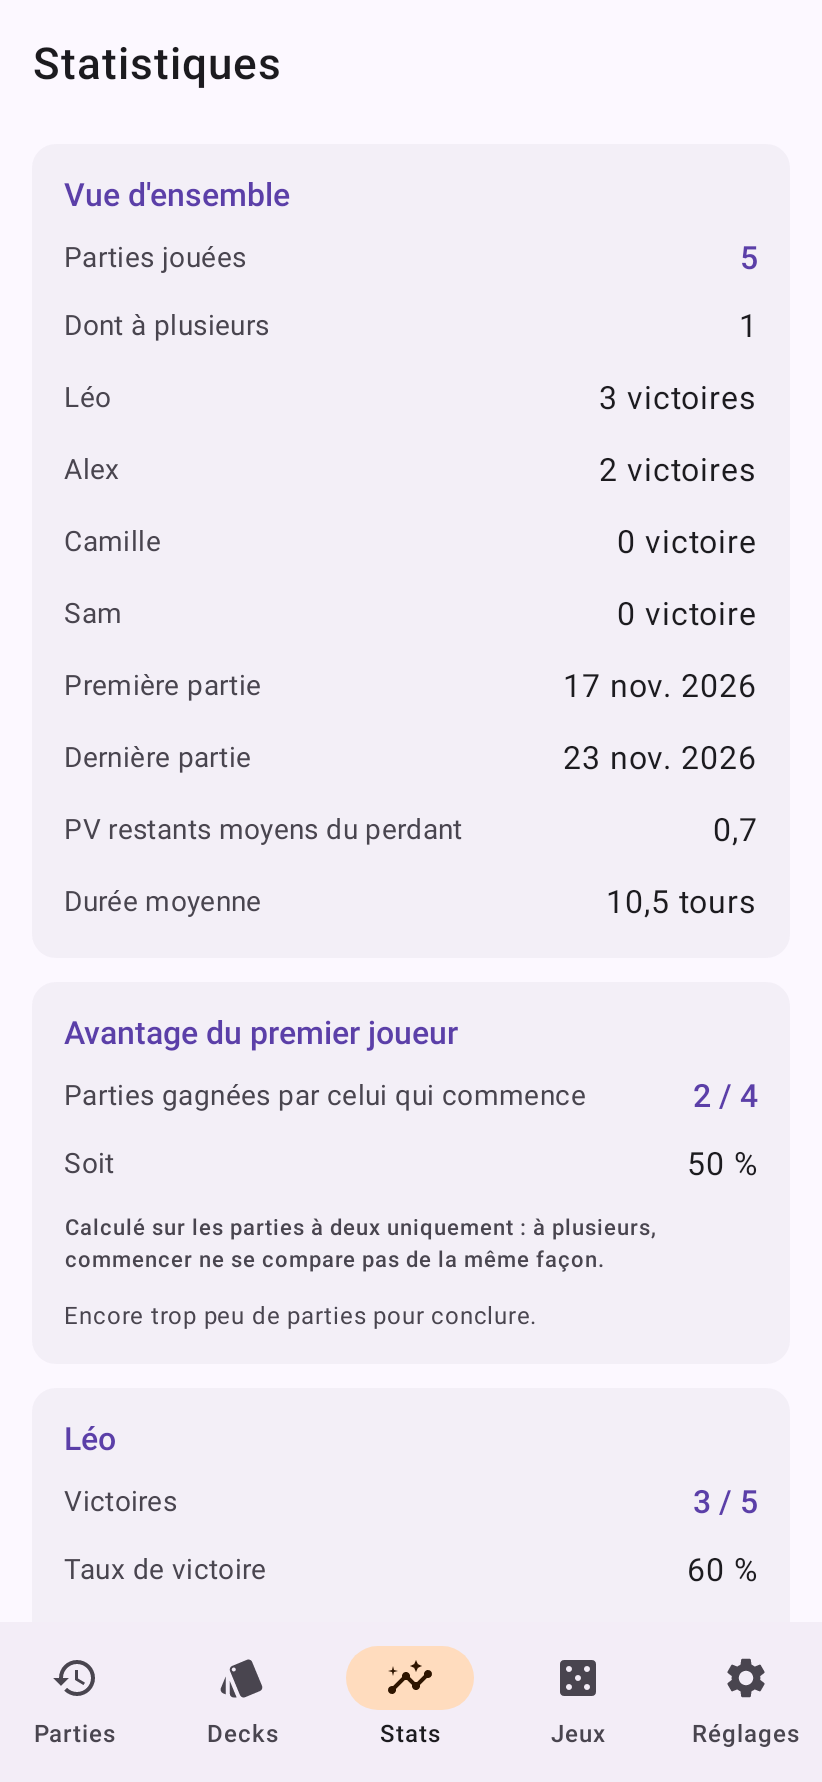 Statistiques
Vue d'ensemble
Parties jouées 5
Dont à plusieurs 1
Léo 3 victoires
Alex 2 victoires
Camille 0 victoire
Sam 0 victoire
Première partie 17 nov. 2026
Dernière partie 23 nov. 2026
PV restants moyens du perdant 0,7
Durée moyenne 10,5 tours
Avantage du premier joueur
Parties gagnées par celui qui commence 2 / 4
Soit 50 %
Calculé sur les parties à deux uniquement : à plusieurs,
commencer ne se compare pas de la même façon.
Encore trop peu de parties pour conclure.
Léo
Victoires 3 / 5
Taux de victoire 60 %
Parties Decks Stats Jeux Réglages